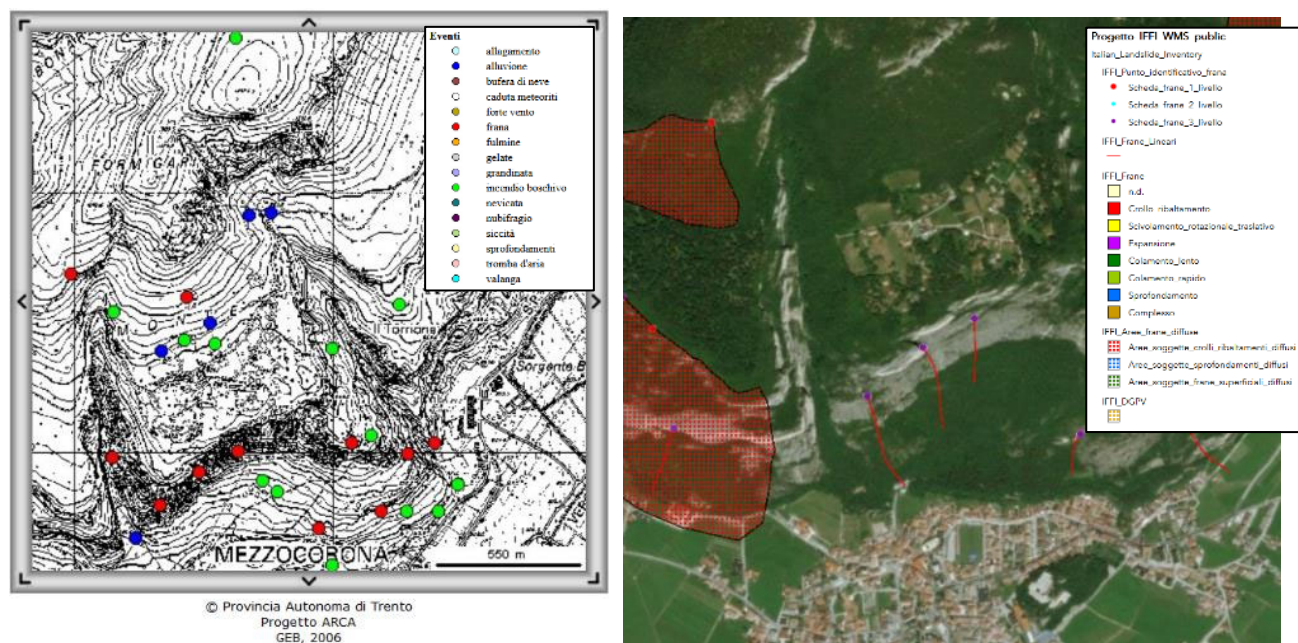 Eventi
allagamento
alluvione
bufera di neve
caduta meteoriti
forte vento
frana
fulmine
gelate
grandinata
incendio boschivo
nevicata
nubifragio
siccità
sprofondamenti
tromba d'aria
valanga
FORMIGAR
MONTE
Il Torrione
Sorgente B
MEZZOCORONA
550 m
© Provincia Autonoma di Trento
Progetto ARCA
GEB, 2006
Progetto IFFI WMS public
Italian_Landslide_Inventory
IFFI_Punto_identificativo_frana
Scheda_frane_1_livello
Scheda_frane_2_livello
Scheda_frane_3_livello
IFFI_Frane_Lineari
IFFI_Frane
n.d.
Crollo_ribaltamento
Scivolamento_rotazionale_traslativo
Espansione
Colamento_lento
Colamento_rapido
Sprofondamento
Complesso
IFFI_Aree_frane_diffuse
Aree_soggette_crolli_ribaltamenti_diffusi
Aree_soggette_sprofondamenti_diffusi
Aree_soggette_frane_superficiali_diffusi
IFFI_DGPV